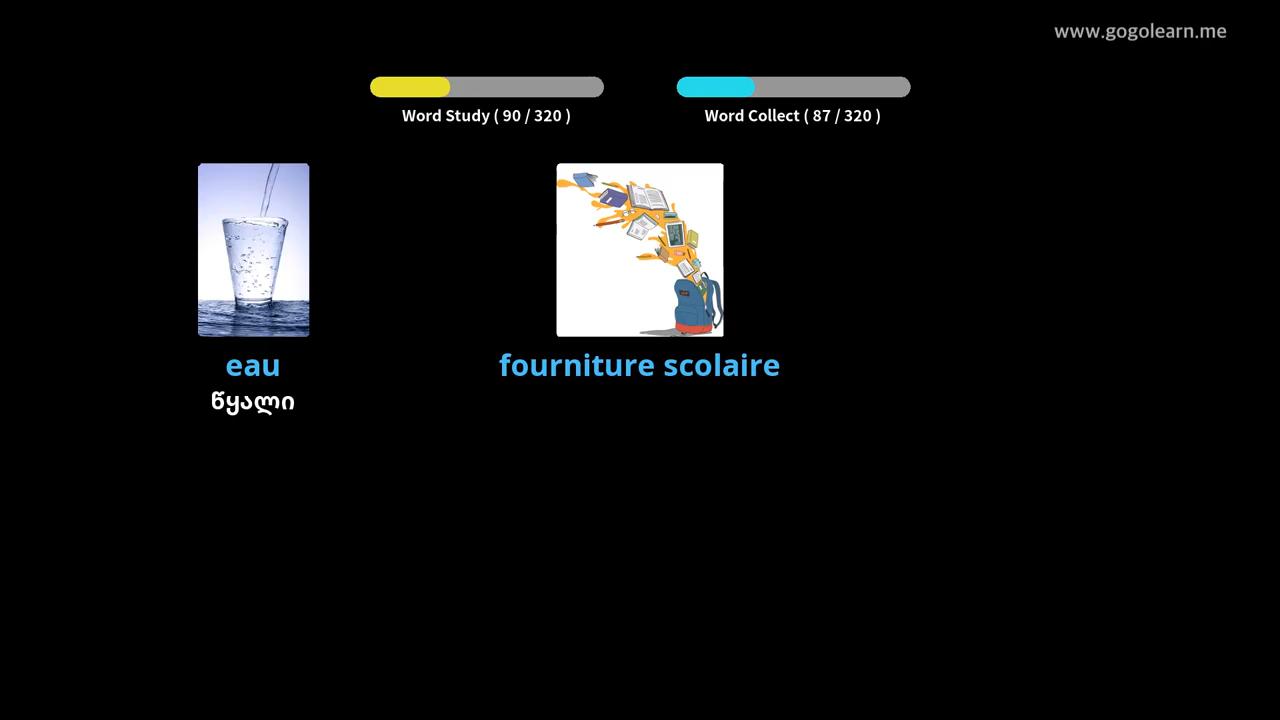 www.gogolearn.me
Word Study ( 90 / 320 )
Word Collect ( 87 / 320 )
eau
fourniture scolaire
წყალი